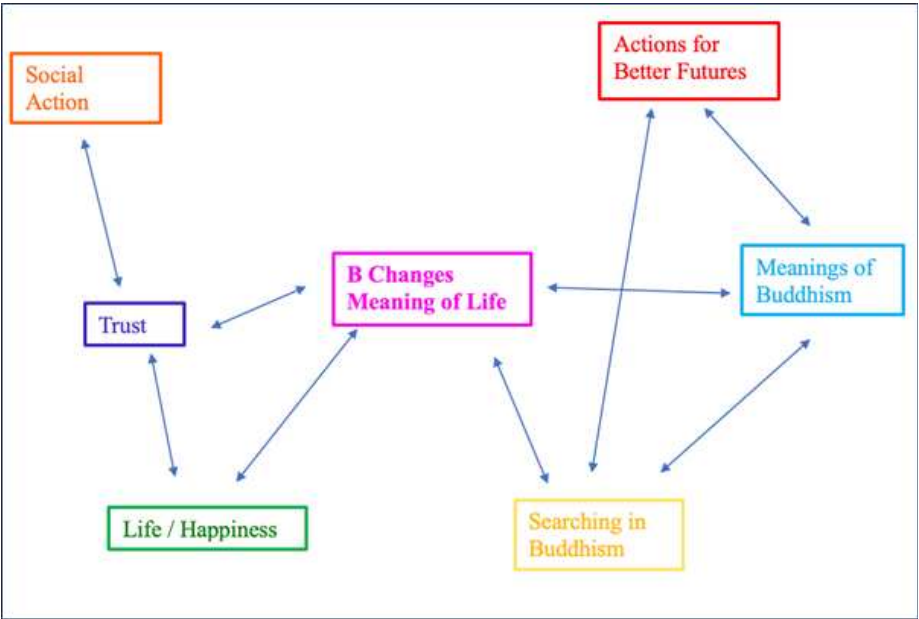 Social
Action
Actions for
Better Futures
B Changes
Meaning of Life
Meanings of
Buddhism
Trust
Life / Happiness
Searching in
Buddhism